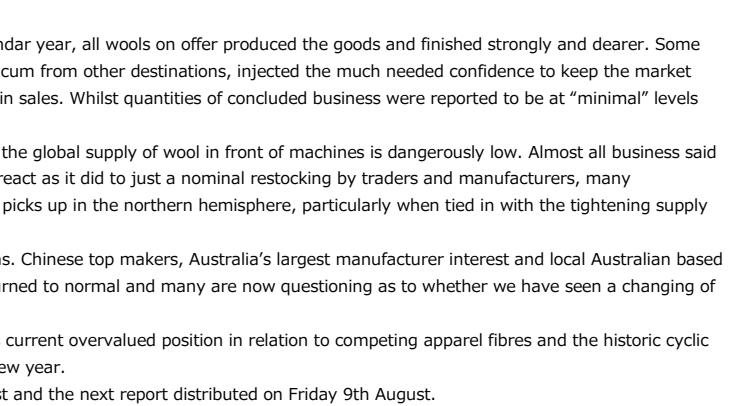 ndar year, all wools on offer produced the goods and finished strongly and dearer. Some
cum from other destinations, injected the much needed confidence to keep the market
in sales. Whilst quantities of concluded business were reported to be at “minimal” levels
the global supply of wool in front of machines is dangerously low. Almost all business said
react as it did to just a nominal restocking by traders and manufacturers, many
picks up in the northern hemisphere, particularly when tied in with the tightening supply
s. Chinese top makers, Australia’s largest manufacturer interest and local Australian based
urned to normal and many are now questioning as to whether we have seen a changing of
current overvalued position in relation to competing apparel fibres and the historic cyclic
ew year.
st and the next report distributed on Friday 9th August.